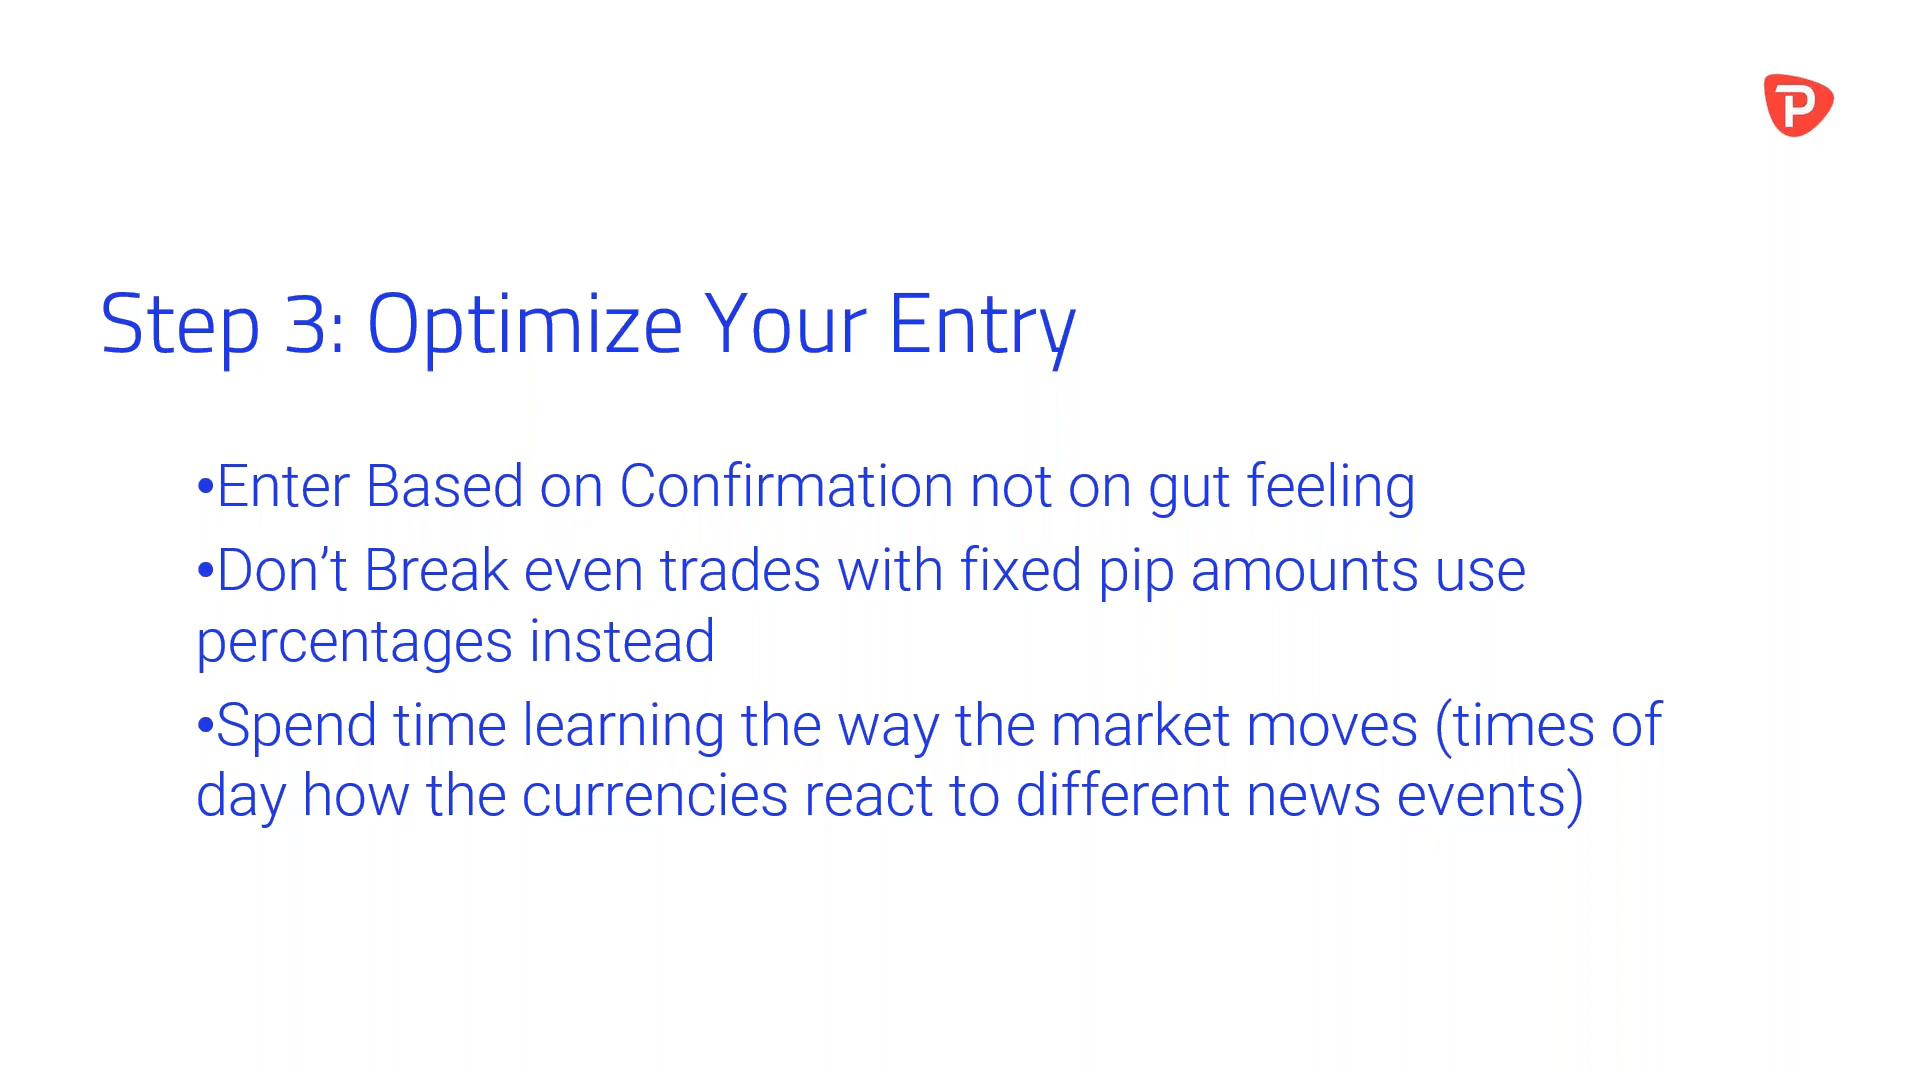 P
Step 3: Optimize Your Entry
•Enter Based on Confirmation not on gut feeling
•Don’t Break even trades with fixed pip amounts use
percentages instead
•Spend time learning the way the market moves (times of
day how the currencies react to different news events)